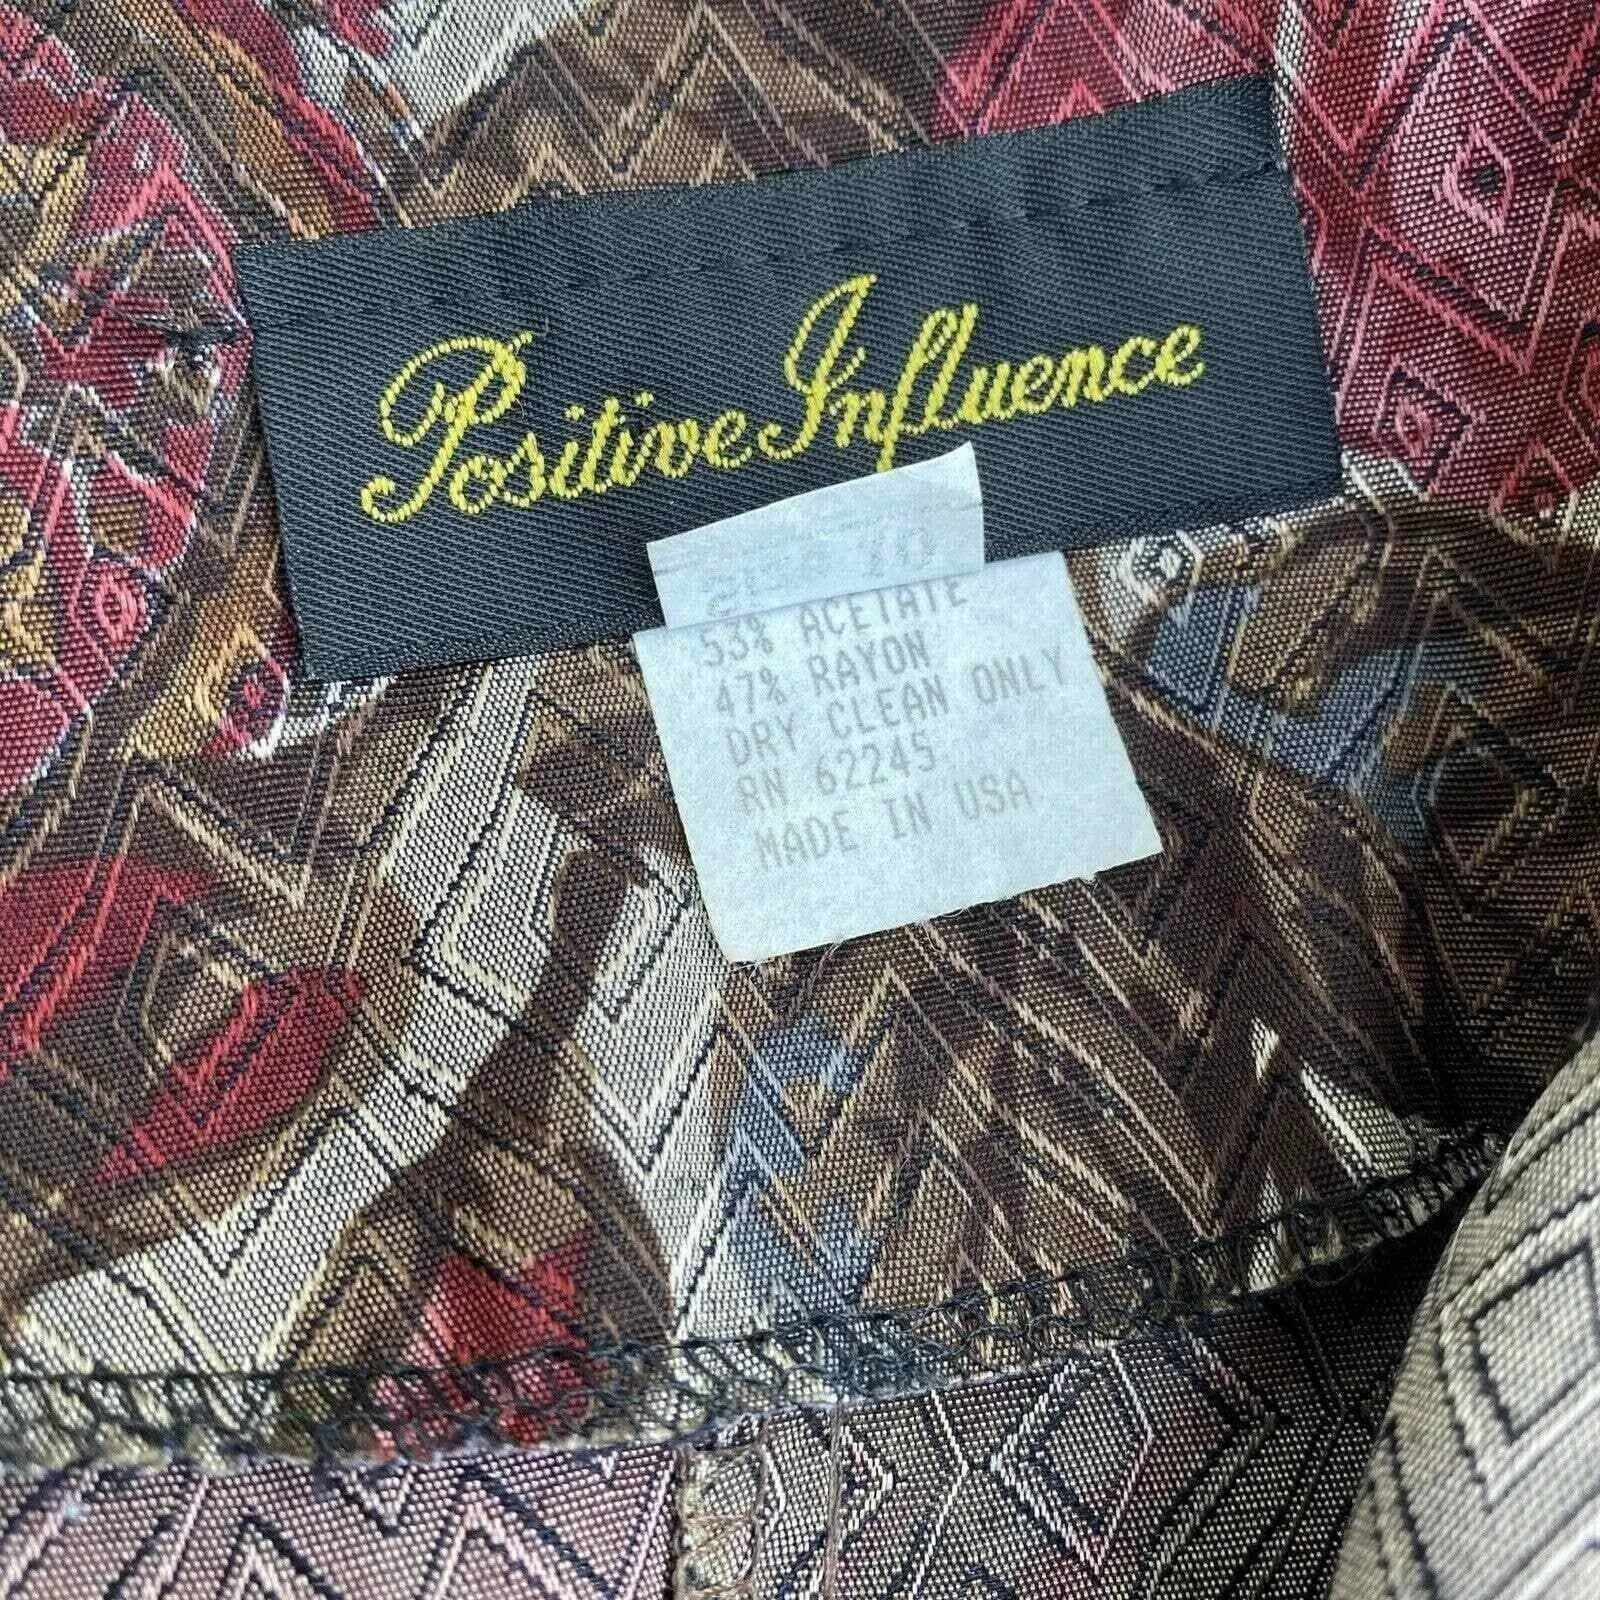 Positive Influence
53% ACETATE
47% RAYON
DRY CLEAN ONLY
RN 62245
MADE IN USA